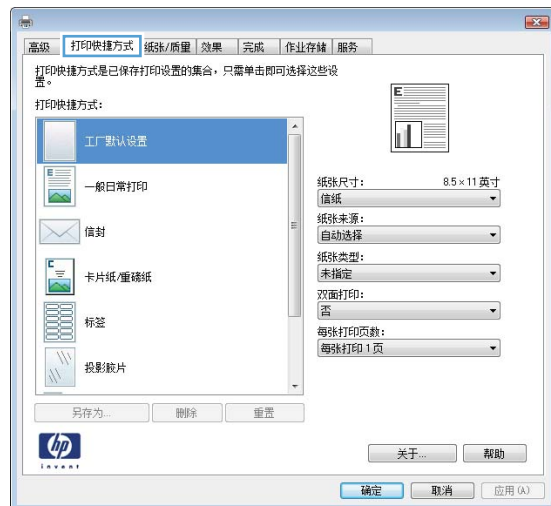 高级 打印快捷方式 纸张/质量 效果 完成 作业存储 服务
打印快捷方式是已保存打印设置的集合，只需单击即可选择这些设
置。
打印快捷方式：
工厂默认设置
一般日常打印
信封
卡片纸/重磅纸
标签
投影胶片
另存为... 删除 重置
E
纸张尺寸： 8.5×11 英寸
信纸
纸张来源：
自动选择
纸张类型：
未指定
双面打印：
否
每张打印页数：
每张打印 1 页
hp
invent
关于... 帮助
确定 取消 应用 (A)